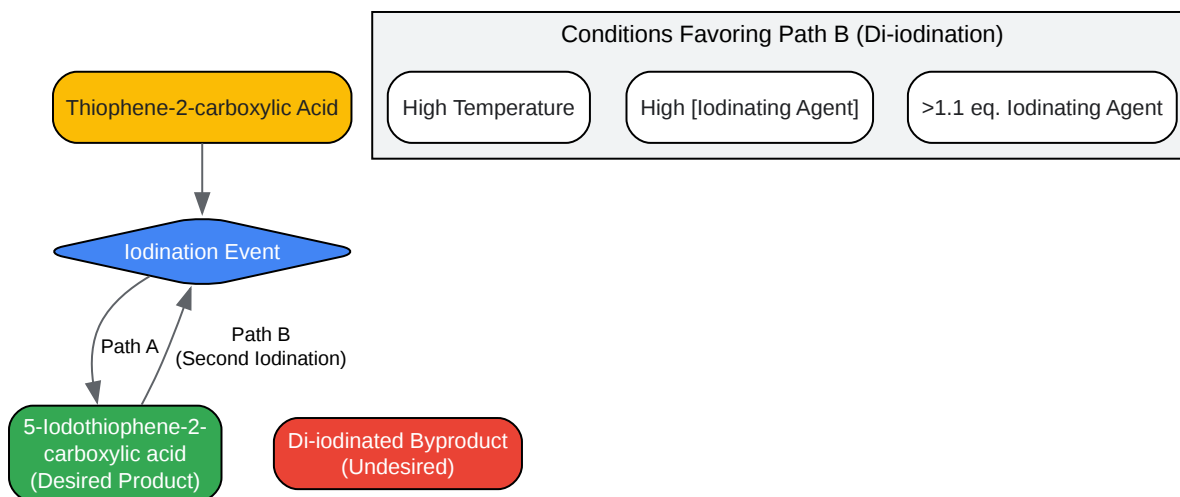 Conditions Favoring Path B (Di-iodination)
Thiophene-2-carboxylic Acid
High Temperature
High [Iodinating Agent]
>1.1 eq. Iodinating Agent
Iodination Event
Path A
Path B
(Second Iodination)
5-Iodothiophene-2-
carboxylic acid
(Desired Product)
Di-iodinated Byproduct
(Undesired)